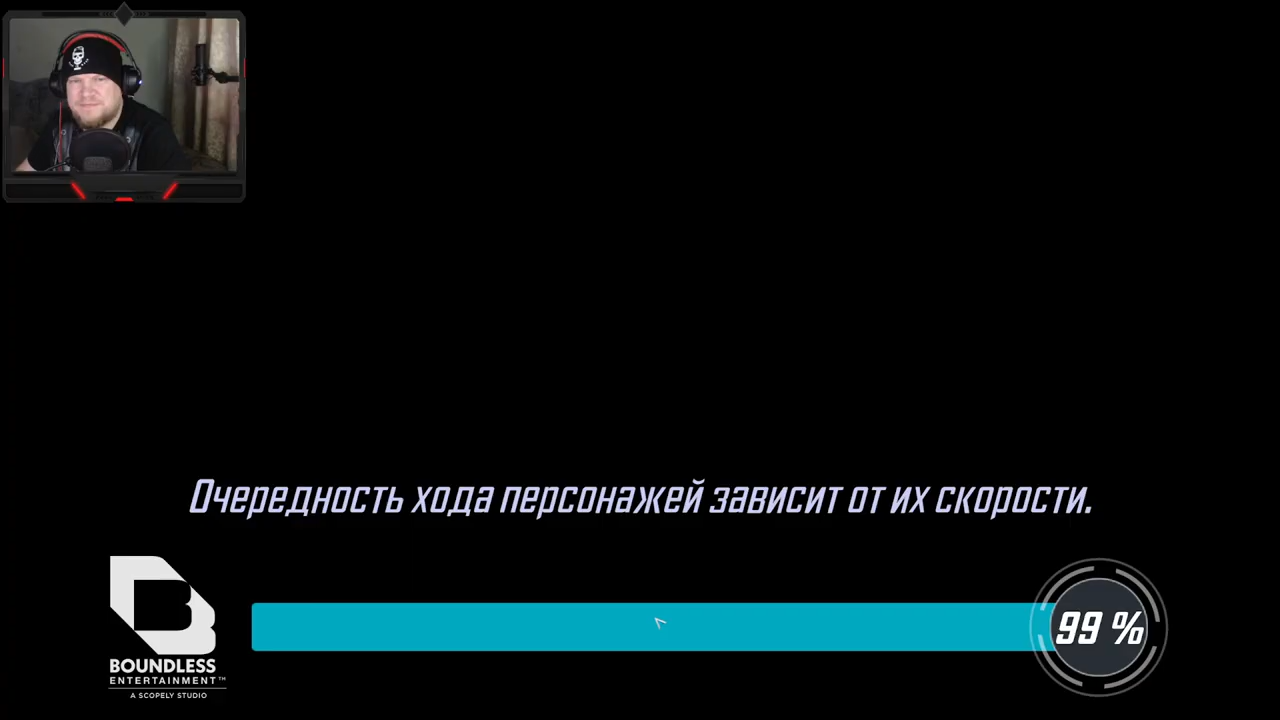 Очередность хода персонажей зависит от их скорости.
BOUNDLESS
ENTERTAINMENT™
A SCOPELY STUDIO
99 %